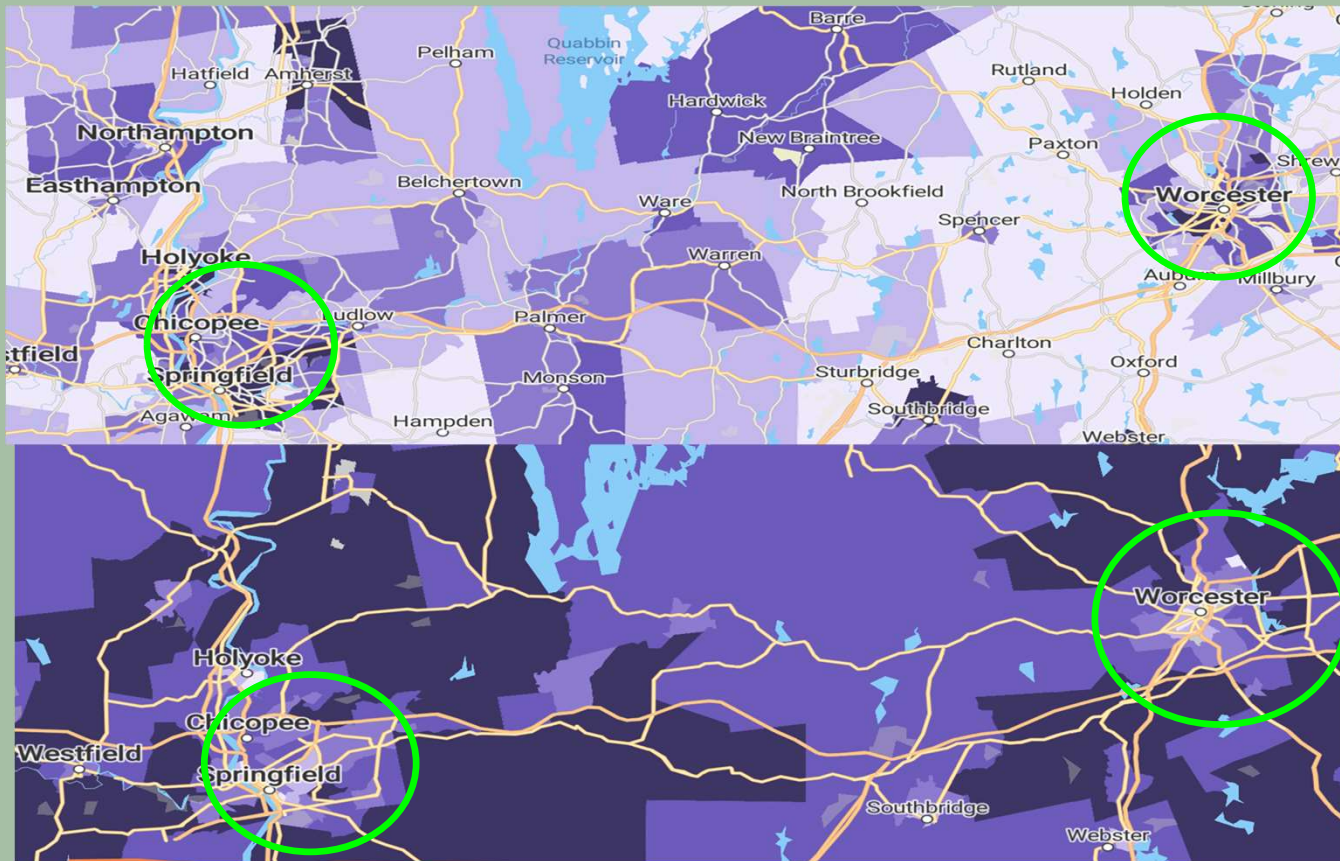 Barre
Pelham
Quabbin
Reservoir
Hatfield
Amherst
Rutland
Holden
Hardwick
Northampton
New Braintree
Paxton
Easthampton
Belchertown
Ware
North Brookfield
Worcester
Spencer
Holyoke
Warren
Auburn
Millbury
Chicopee
Ludlow
Palmer
Charlton
Oxford
Springfield
Monson
Sturbridge
Agawam
Hampden
Southbridge
Webster
Worcester
Holyoke
Chicopee
Westfield
Springfield
Southbridge
Webster